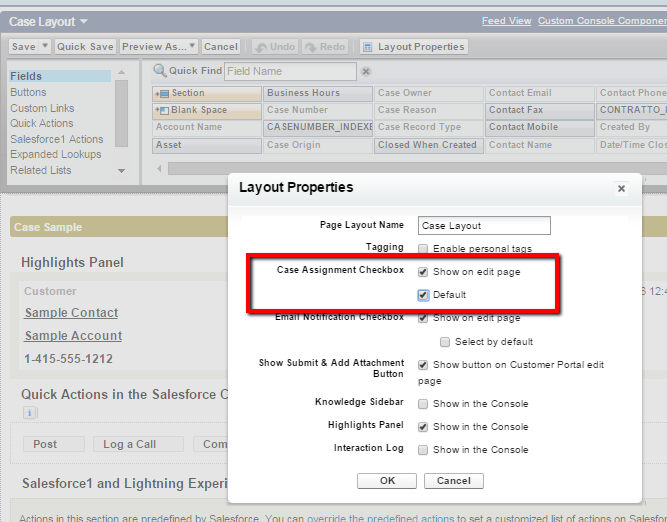 Case Layout
Feed View Custom Console Componen
Save Quick Save Preview As... Cancel Undo Redo Layout Properties
Fields
Buttons
Custom Links
Quick Actions
Salesforce1 Actions
Expanded Lookups
Related Lists
Quick Find Field Name
Section Business Hours Case Owner Contact Email Contact Phone
Blank Space Case Number Case Reason Contact Fax CONTRATTO_I
Account Name CASENUMBER_INDEXE Case Record Type Contact Mobile Created By
Asset Case Origin Closed When Created Contact Name Date/Time Clos
Layout Properties
Page Layout Name Case Layout
Tagging Enable personal tags
Case Assignment Checkbox Show on edit page
Default
Email Notification Checkbox Show on edit page
Select by default
Show Submit & Add Attachment Button Show button on Customer Portal edit page
Knowledge Sidebar Show in the Console
Highlights Panel Show in the Console
Interaction Log Show in the Console
OK Cancel
Case Sample
Highlights Panel
Customer
Sample Contact
Sample Account
1-415-555-1212
Quick Actions in the Salesforce C
Post Log a Call Com
Salesforce1 and Lightning Experi
Actions in this section are predefined by Salesforce. You can override the predefined actions to set a customized list of actions on Salesfor